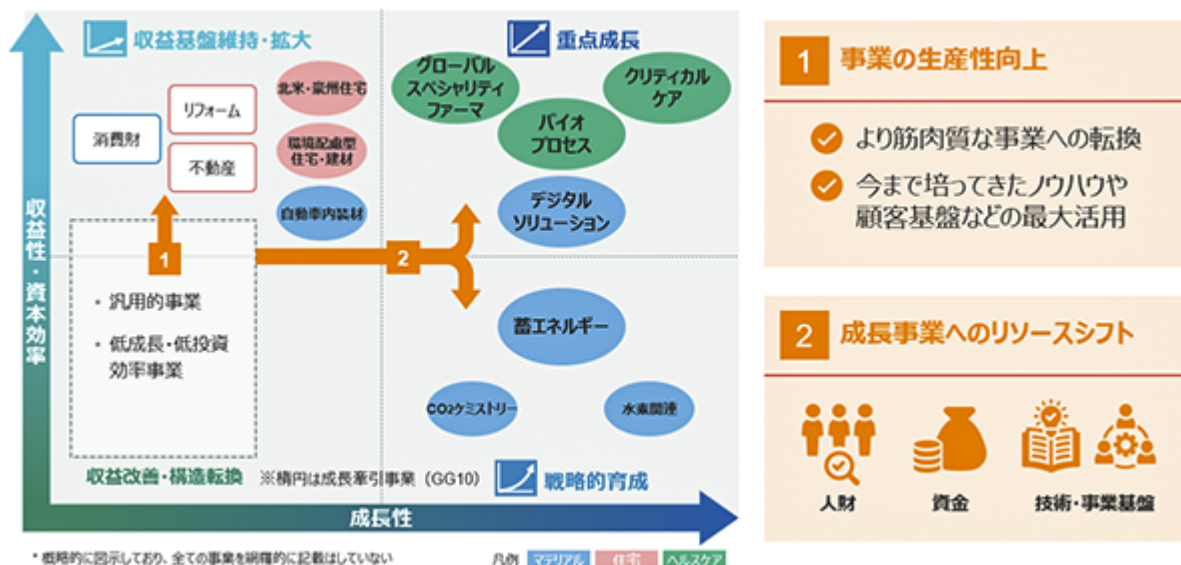 収益基盤維持・拡大
重点成長
消費財
リフォーム
不動産
北米・豪州住宅
環境配慮型
住宅・建材
自動車内装材
グローバル
スペシャリティ
ファーマ
クリティカル
ケア
バイオ
プロセス
デジタル
ソリューション
蓄エネルギー
CO2ケミストリー
水素関連
収益性・資本効率
1
2
・汎用的事業
・低成長・低投資
効率事業
収益改善・構造転換
※楕円は成長牽引事業（GG10）
戦略的育成
成長性
* 概略的に図示しており、全ての事業を網羅的に記載はしていない
凡例 マテリアル 住宅 ヘルスケア
1 事業の生産性向上
より筋肉質な事業への転換
今まで培ってきたノウハウや
顧客基盤などの最大活用
2 成長事業へのリソースシフト
人財
資金
技術・事業基盤